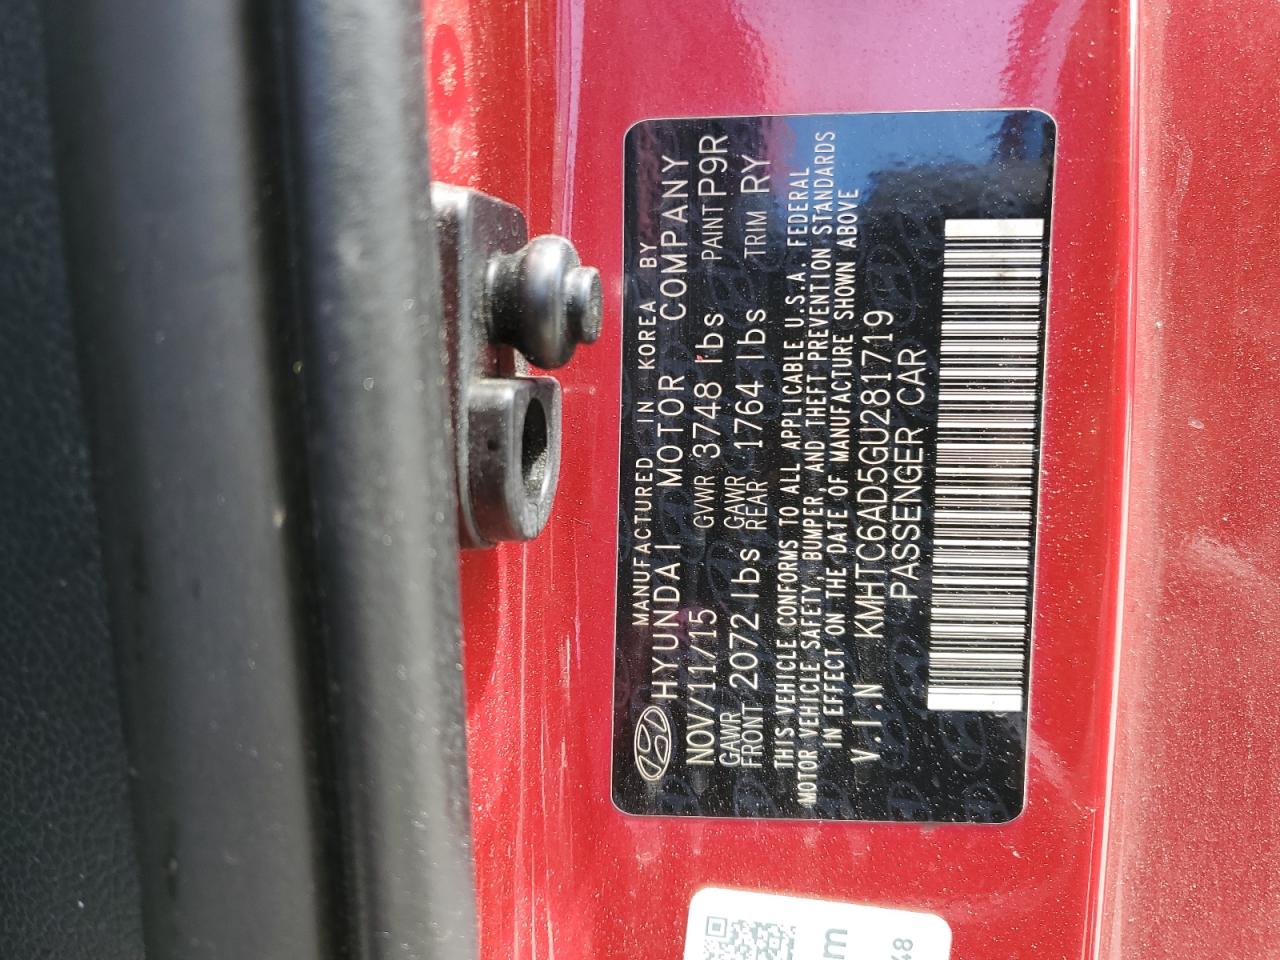 MANUFACTURED IN KOREA BY
HYUNDAI MOTOR COMPANY
NOV/11/15 GVWR 3748 lbs PAINT P9R
GAWR FRONT 2072 lbs GAWR REAR 1764 lbs TRIM RY
THIS VEHICLE CONFORMS TO ALL APPLICABLE U.S.A. FEDERAL
MOTOR VEHICLE SAFETY, BUMPER, AND THEFT PREVENTION STANDARDS
IN EFFECT ON THE DATE OF MANUFACTURE SHOWN ABOVE
V.I.N KMHTC6AD5GU281719
PASSENGER CAR
m
48